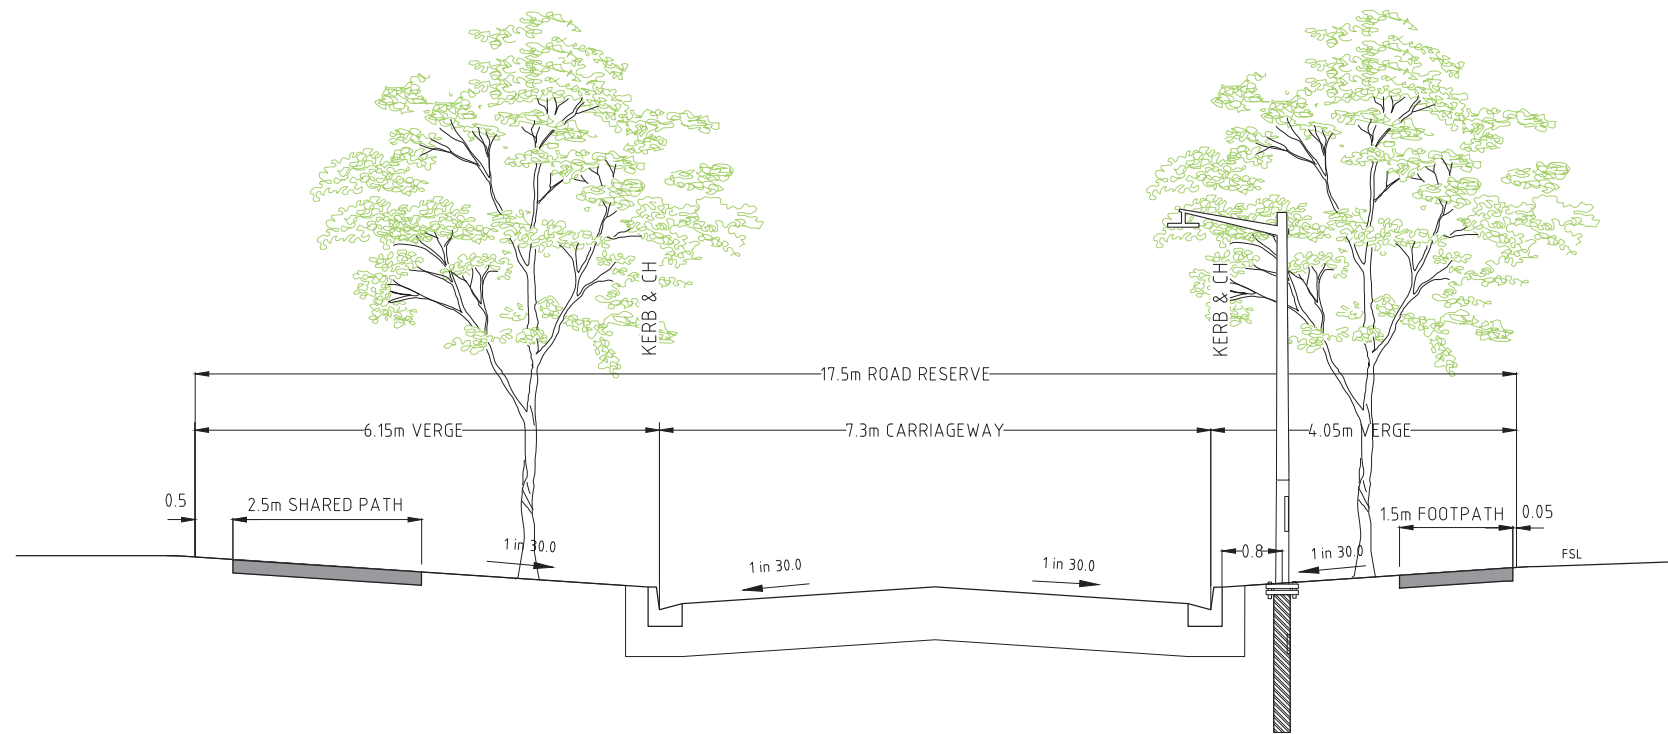 KERB & CH
KERB & CH
17.5m ROAD RESERVE
6.15m VERGE
7.3m CARRIAGEWAY
4.05m VERGE
0.5
2.5m SHARED PATH
1.5m FOOTPATH
0.05
1 in 30.0
1 in 30.0
1 in 30.0
0.8
1 in 30.0
FSL